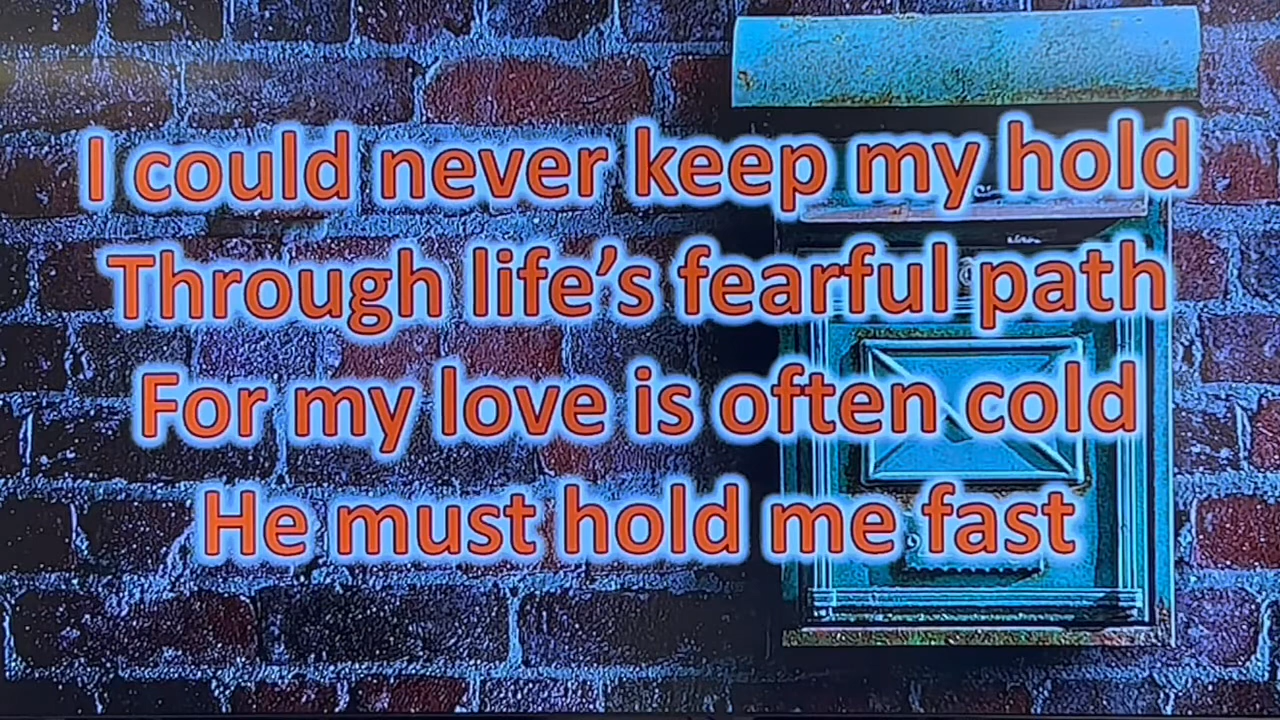 I could never keep my hold
Through life's fearful path
For my love is often cold
He must hold me fast